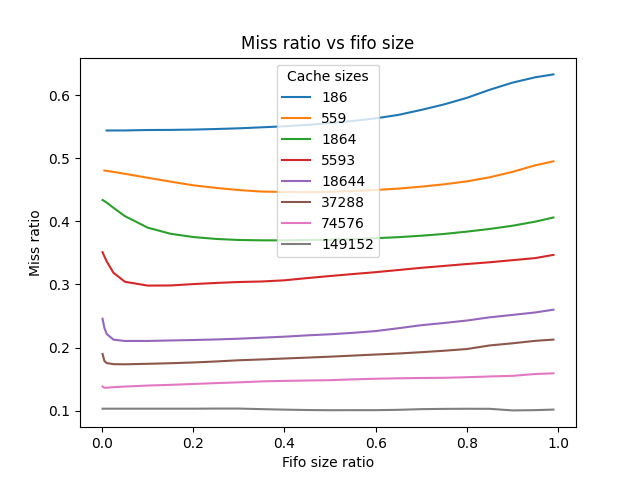 Miss ratio vs fifo size
Cache sizes
186
559
1864
5593
18644
37288
74576
149152
Miss ratio
0.6
0.5
0.4
0.3
0.2
0.1
0.0 0.2 0.4 0.6 0.8 1.0
Fifo size ratio